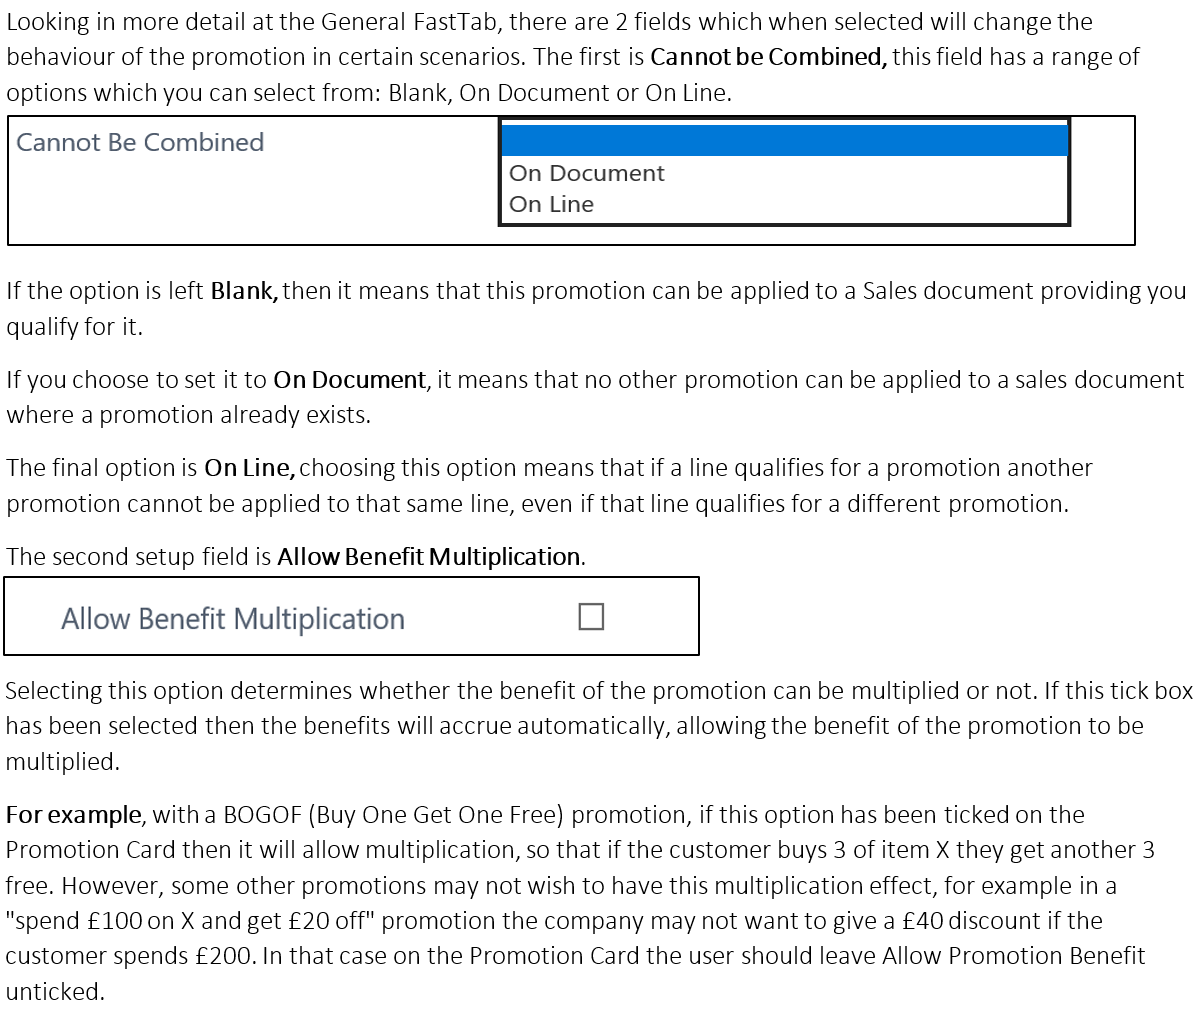 Looking in more detail at the General FastTab, there are 2 fields which when selected will change the
behaviour of the promotion in certain scenarios. The first is Cannot be Combined, this field has a range of
options which you can select from: Blank, On Document or On Line.
Cannot Be Combined
On Document
On Line
If the option is left Blank, then it means that this promotion can be applied to a Sales document providing you
qualify for it.
If you choose to set it to On Document, it means that no other promotion can be applied to a sales document
where a promotion already exists.
The final option is On Line, choosing this option means that if a line qualifies for a promotion another
promotion cannot be applied to that same line, even if that line qualifies for a different promotion.
The second setup field is Allow Benefit Multiplication.
Allow Benefit Multiplication
Selecting this option determines whether the benefit of the promotion can be multiplied or not. If this tick box
has been selected then the benefits will accrue automatically, allowing the benefit of the promotion to be
multiplied.
For example, with a BOGOF (Buy One Get One Free) promotion, if this option has been ticked on the
Promotion Card then it will allow multiplication, so that if the customer buys 3 of item X they get another 3
free. However, some other promotions may not wish to have this multiplication effect, for example in a
"spend £100 on X and get £20 off" promotion the company may not want to give a £40 discount if the
customer spends £200. In that case on the Promotion Card the user should leave Allow Promotion Benefit
unticked.